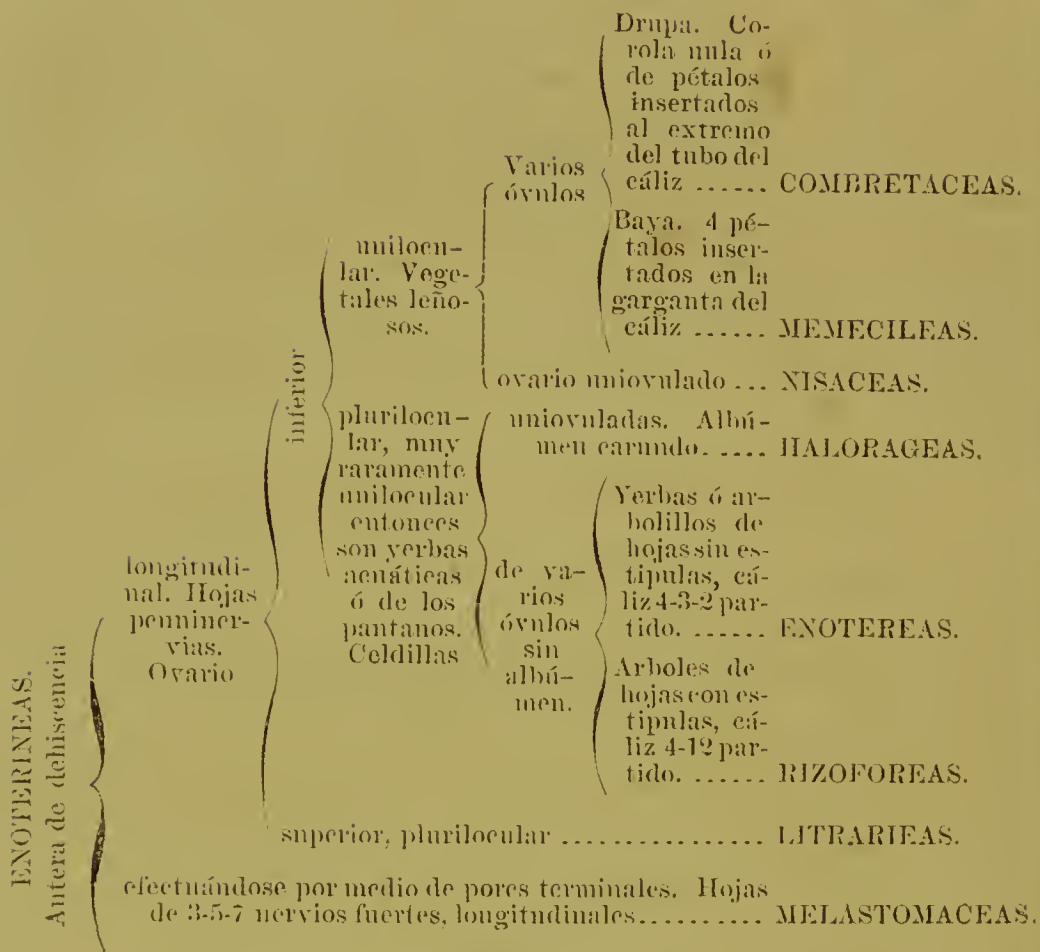 ENOTERINEAS.
Antera de dehiscencia
longitudi-
nal. Hojas
penniner-
vias.
Ovario
inferior
unilocu-
lar. Vege-
tales leño-
sos.
Varios
óvulos
Drupa. Co-
rola nula ó
de pétalos
insertados
al extremo
del tubo del
cáliz ...... COMBRETACEAS.
Baya. 4 pé-
talos inser-
tados en la
garganta del
cáliz ...... MEMECILEAS.
ovario uniovulado ... NISACEAS.
plurilocu-
lar, muy
raramente
unilocular
entonces
son yerbas
acuáticas
ó de los
pantanos.
Celdillas
uniovuladas. Albú-
men carnudo. .... HALORAGEAS.
de va-
rios
óvulos
sin
albú-
men.
Yerbas ó ar-
bolillos de
hojas sin es-
tipulas, cá-
liz 4-3-2 par-
tido. ...... ENOTEREAS.
Arboles de
hojas con es-
tipulas, cá-
liz 4-12 par-
tido. ...... RIZOFOREAS.
superior, plurilocular ................ LITRARIEAS.
efectuándose por medio de pores terminales. Hojas
de 3-5-7 nervios fuertes, longitudinales.......... MELASTOMACEAS.